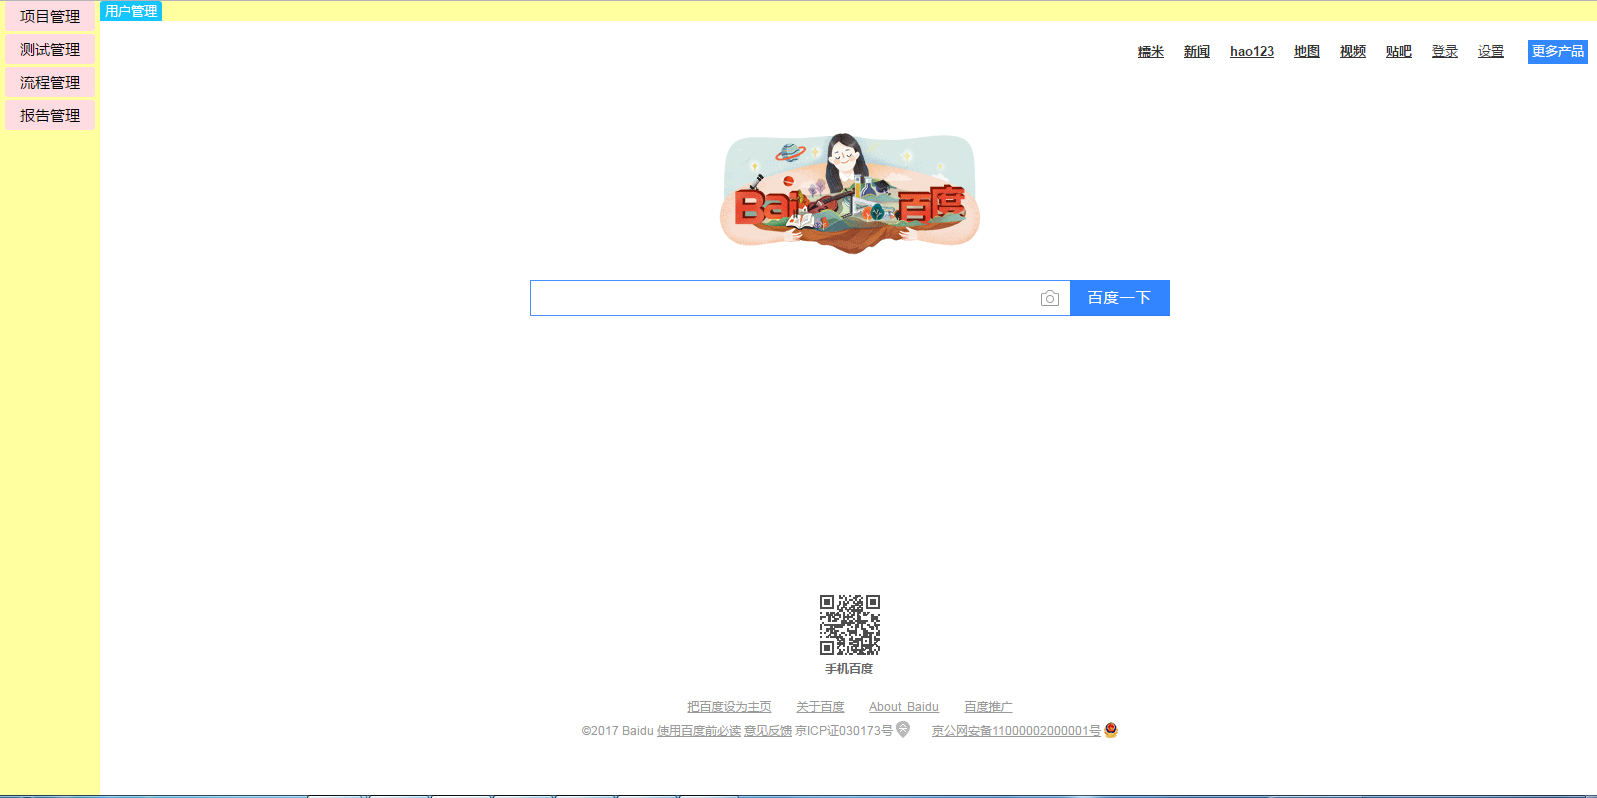 项目管理
用户管理
测试管理
流程管理
报告管理
糯米 新闻 hao123 地图 视频 贴吧 登录 设置 更多产品
Bai 百度
百度一下
手机百度
把百度设为主页 关于百度 About Baidu 百度推广
©2017 Baidu 使用百度前必读 意见反馈 京ICP证030173号 京公网安备11000002000001号